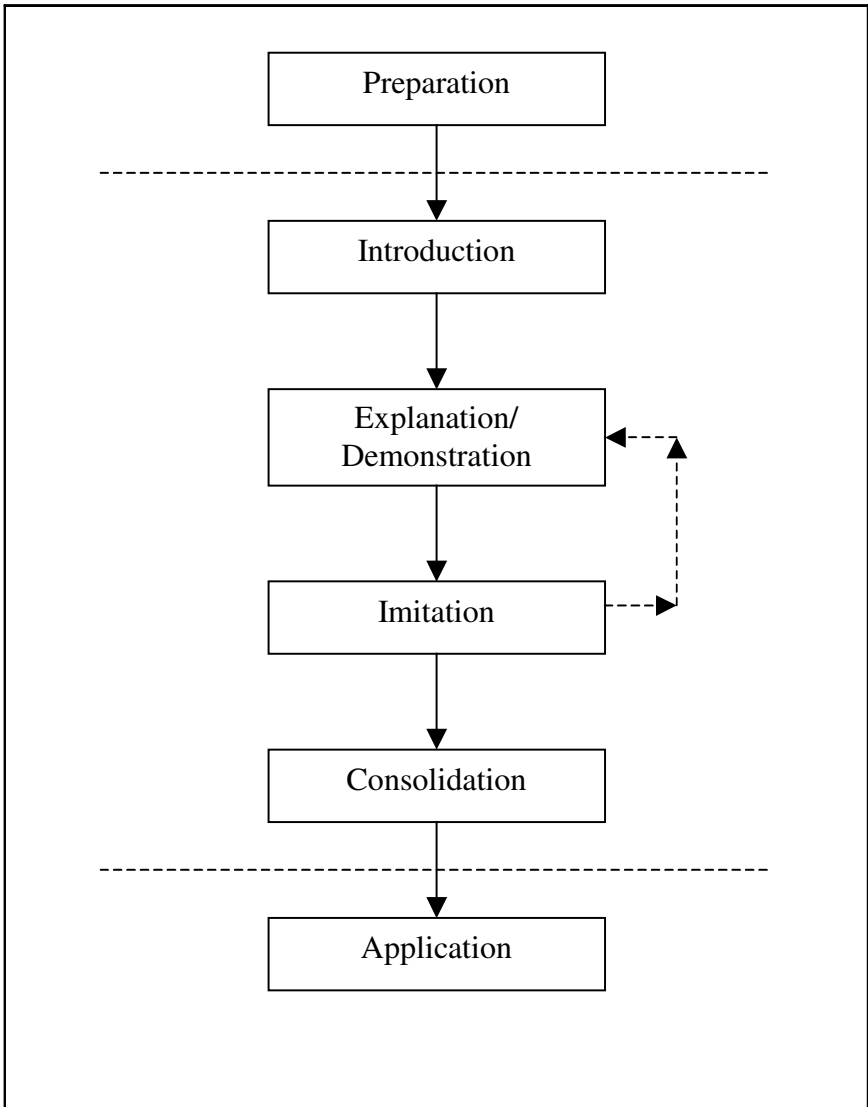 Preparation
Introduction
Explanation/
Demonstration
Imitation
Consolidation
Application